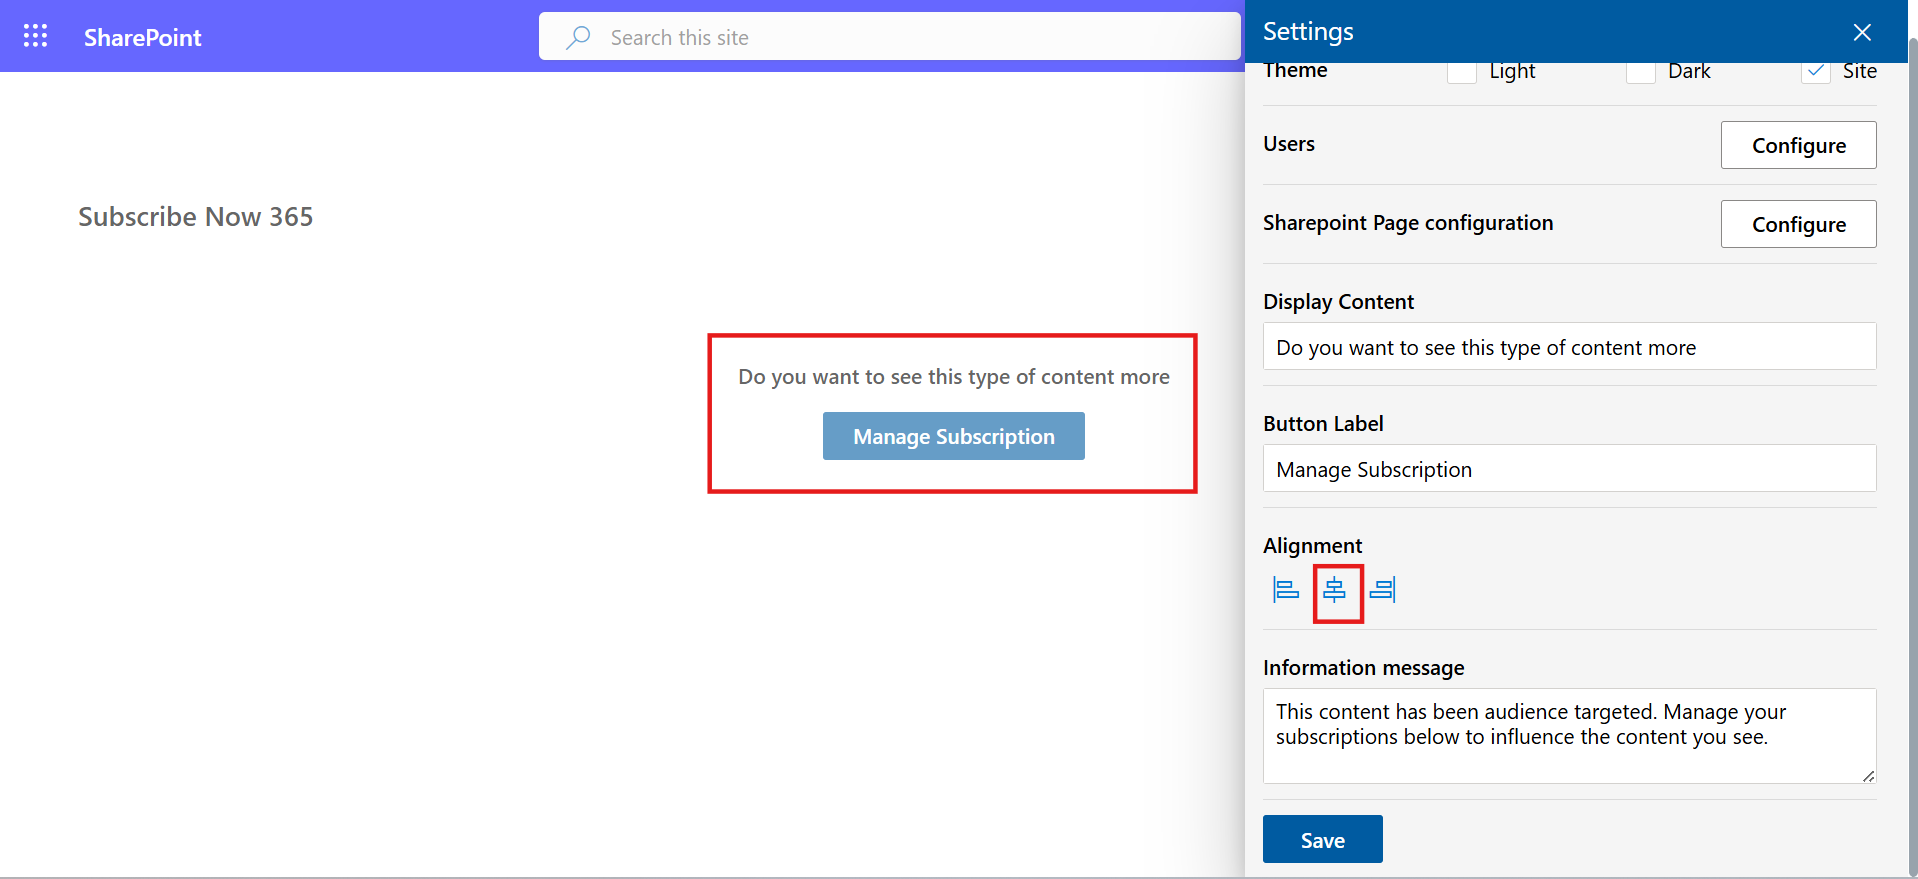 SharePoint
Search this site
Subscribe Now 365
Do you want to see this type of content more
Manage Subscription
Settings
Theme Light Dark Site
Users Configure
Sharepoint Page configuration Configure
Display Content
Do you want to see this type of content more
Button Label
Manage Subscription
Alignment
Information message
This content has been audience targeted. Manage your
subscriptions below to influence the content you see.
Save